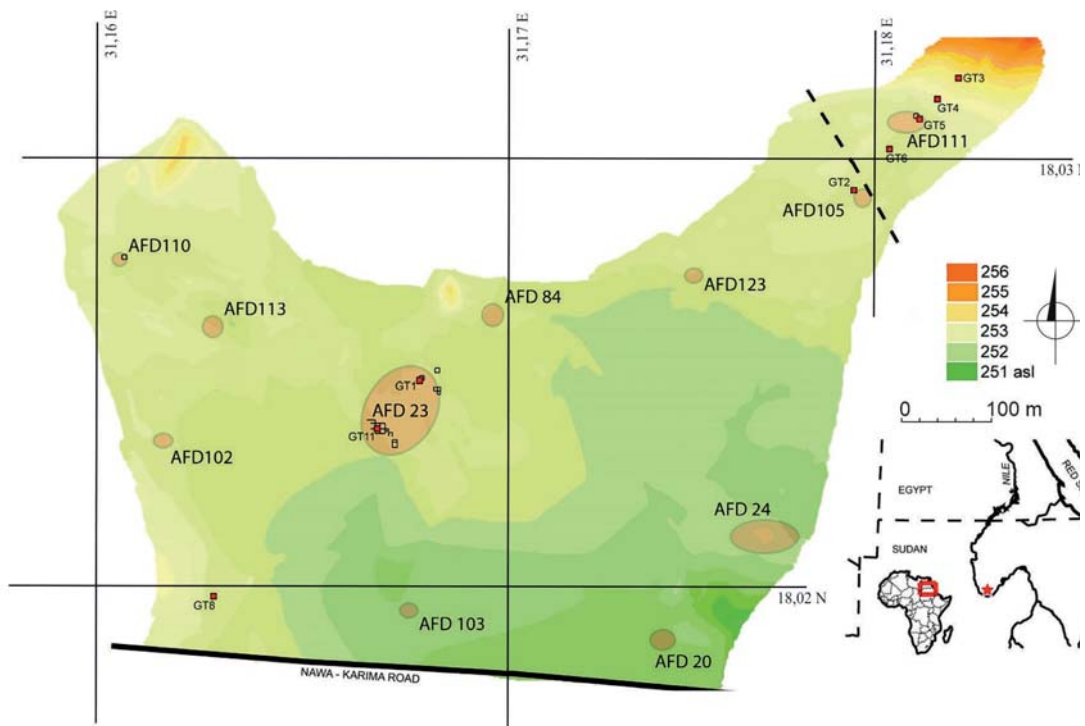 31,16 E
31,17 E
31,18 E
GT3
GT4
GT5
AFD111
GT6
18,03
GT2
AFD105
AFD110
AFD123
AFD 84
AFD113
GT1
AFD 23
GT11
AFD102
AFD 24
GT8
AFD 103
18,02 N
AFD 20
NAWA - KARIMA ROAD
256
255
254
253
252
251 asl
0 100 m
EGYPT
NILE
RED
SUDAN